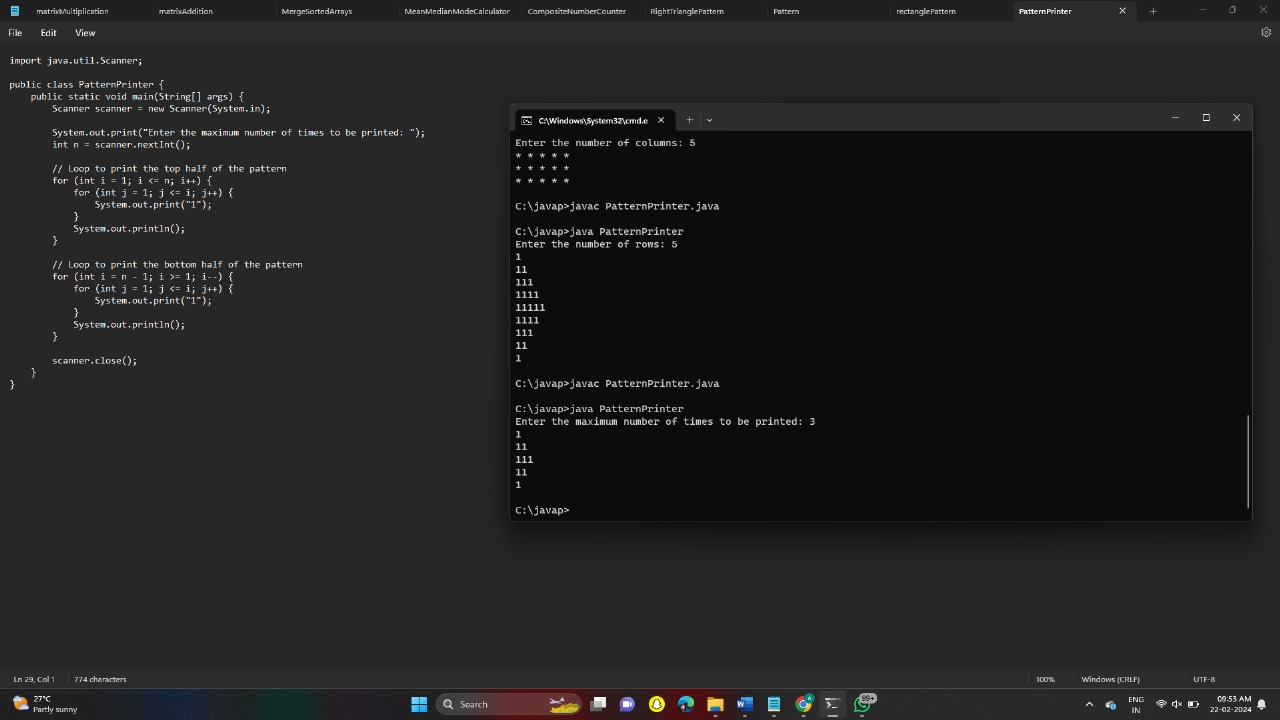 matrixMultiplication matrixAddition MergeSortedArrays MeanMedianModeCalculator CompositeNumberCounter RightTrianglePattern Pattern rectanglePattern PatternPrinter
File Edit View
import java.util.Scanner;
public class PatternPrinter {
public static void main(String[] args) {
Scanner scanner = new Scanner(System.in);
System.out.print("Enter the maximum number of times to be printed: ");
int n = scanner.nextInt();
// Loop to print the top half of the pattern
for (int i = 1; i <= n; i++) {
for (int j = 1; j <= i; j++) {
System.out.print("1");
}
System.out.println();
}
// Loop to print the bottom half of the pattern
for (int i = n - 1; i >= 1; i--) {
for (int j = 1; j <= i; j++) {
System.out.print("1");
}
System.out.println();
}
scanner.close();
}
}
C:\Windows\System32\cmd.e
Enter the number of columns: 5
* * * * *
* * * * *
* * * * *
C:\javap>javac PatternPrinter.java
C:\javap>java PatternPrinter
Enter the number of rows: 5
1
11
111
1111
11111
1111
111
11
1
C:\javap>javac PatternPrinter.java
C:\javap>java PatternPrinter
Enter the maximum number of times to be printed: 3
1
11
111
11
1
C:\javap>
Ln 29, Col 1 774 characters 100% Windows (CRLF) UTF-8
27°C
Partly sunny
Search
99+
ENG
IN
09:53 AM
22-02-2024